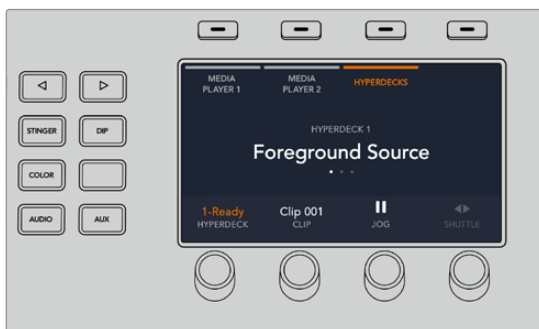 MEDIA
PLAYER 1
MEDIA
PLAYER 2
HYPERDECKS
HYPERDECK 1
Foreground Source
STINGER
DIP
COLOR
AUDIO
AUX
1-Ready
HYPERDECK
Clip 001
CLIP
JOG
SHUTTLE